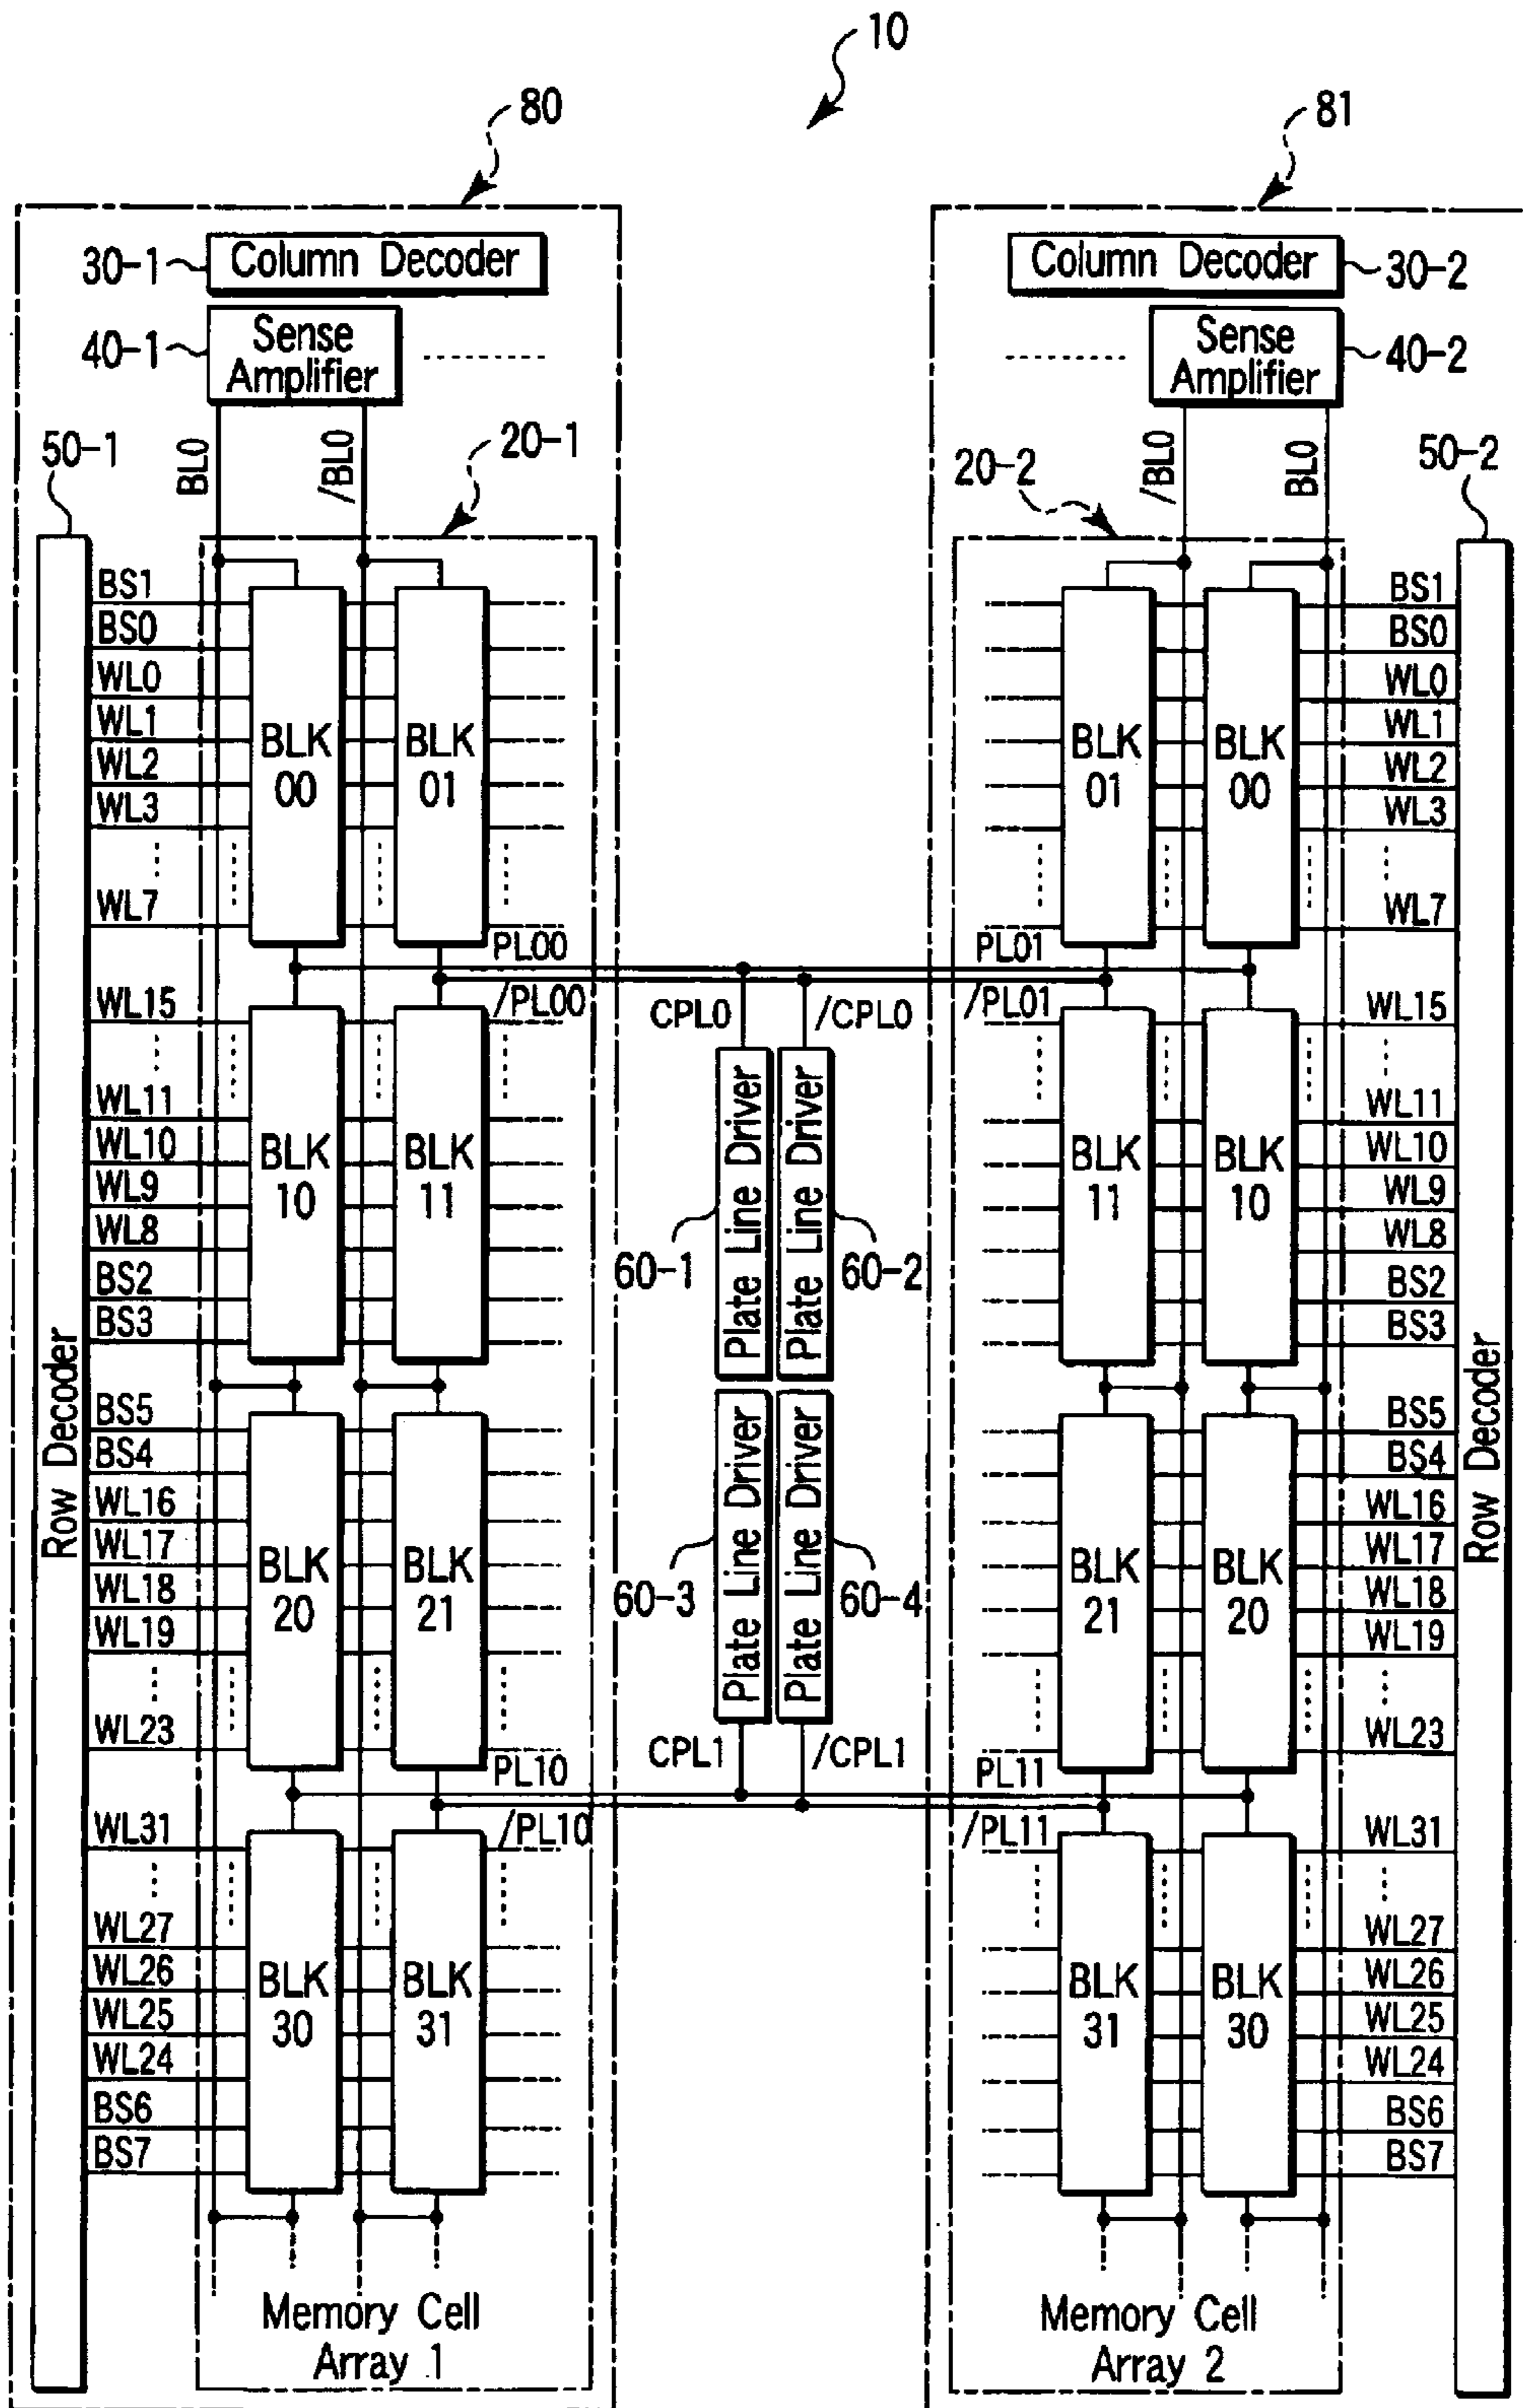 10
80
81
30-1
Column Decoder
Column Decoder
30-2
40-1
Sense
Amplifier
Sense
Amplifier
40-2
50-1
BL0
/BL0
20-1
20-2
/BL0
BL0
50-2
Row Decoder
BS1
BS0
WL0
WL1
WL2
WL3
WL7
BLK
00
BLK
01
BLK
01
BLK
00
BS1
BS0
WL0
WL1
WL2
WL3
WL7
Row Decoder
PL00
/PL00
PL01
/PL01
CPL0
/CPL0
WL15
WL11
WL10
WL9
WL8
BS2
BS3
BLK
10
BLK
11
60-1
Plate Line Driver
Plate Line Driver
60-2
BLK
11
BLK
10
WL15
WL11
WL10
WL9
WL8
BS2
BS3
BS5
BS4
WL16
WL17
WL18
WL19
WL23
BLK
20
BLK
21
60-3
Plate Line Driver
Plate Line Driver
60-4
BLK
21
BLK
20
BS5
BS4
WL16
WL17
WL18
WL19
WL23
CPL1
/CPL1
PL10
/PL10
PL11
/PL11
WL31
WL27
WL26
WL25
WL24
BS6
BS7
BLK
30
BLK
31
BLK
31
BLK
30
WL31
WL27
WL26
WL25
WL24
BS6
BS7
Memory Cell
Array 1
Memory Cell
Array 2